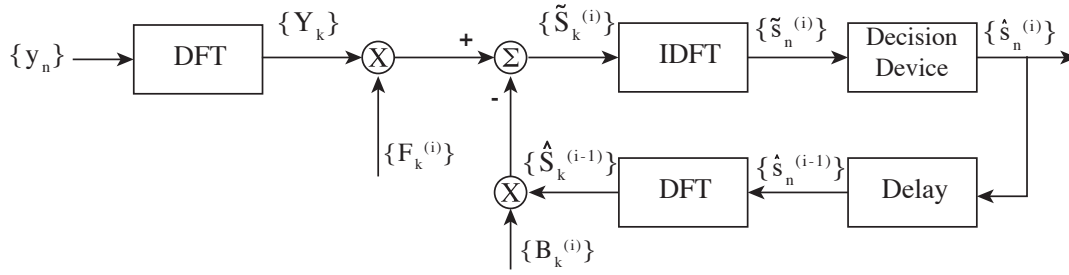 {y_n}
DFT
{Y_k}
X
{F_k^(i)}
+
Σ
-
{S̃_k^(i)}
IDFT
{s̃_n^(i)}
Decision
Device
{ŝ_n^(i)}
{Ŝ_k^(i-1)}
DFT
{ŝ_n^(i-1)}
Delay
X
{B_k^(i)}